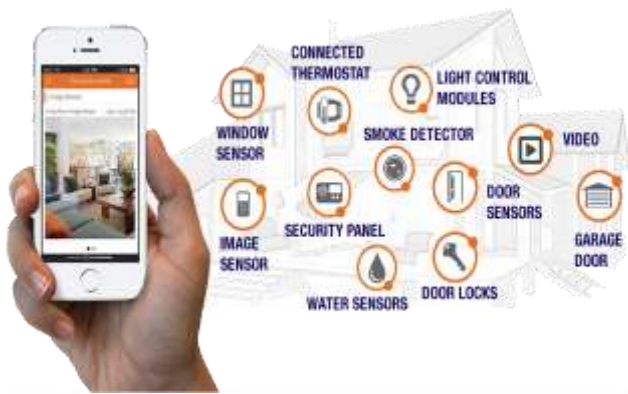 CONNECTED
THERMOSTAT
LIGHT CONTROL
MODULES
WINDOW
SENSOR
SMOKE DETECTOR
VIDEO
DOOR
SENSORS
IMAGE
SENSOR
SECURITY PANEL
GARAGE
DOOR
WATER SENSORS
DOOR LOCKS